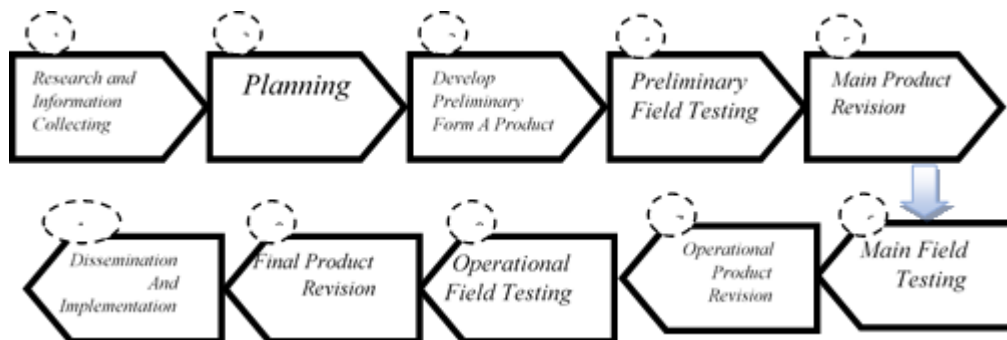 Research and
Information
Collecting
Planning
Develop
Preliminary
Form A Product
Preliminary
Field Testing
Main Product
Revision
Main Field
Testing
Operational
Product
Revision
Operational
Field Testing
Final Product
Revision
Dissemination
And
Implementation